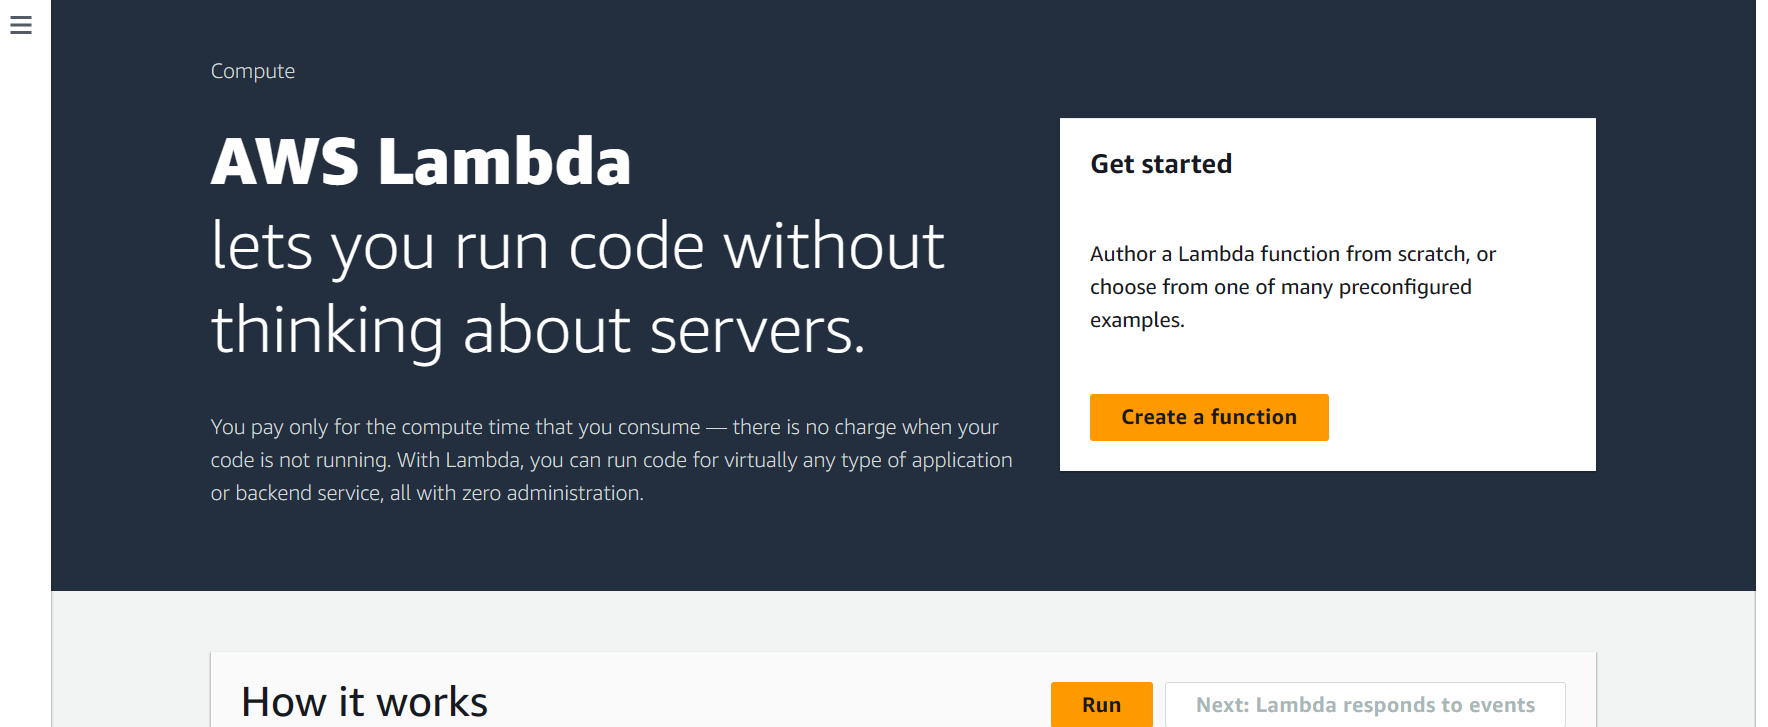 Compute
AWS Lambda
lets you run code without
thinking about servers.
You pay only for the compute time that you consume — there is no charge when your
code is not running. With Lambda, you can run code for virtually any type of application
or backend service, all with zero administration.
Get started
Author a Lambda function from scratch, or
choose from one of many preconfigured
examples.
Create a function
How it works
Run
Next: Lambda responds to events